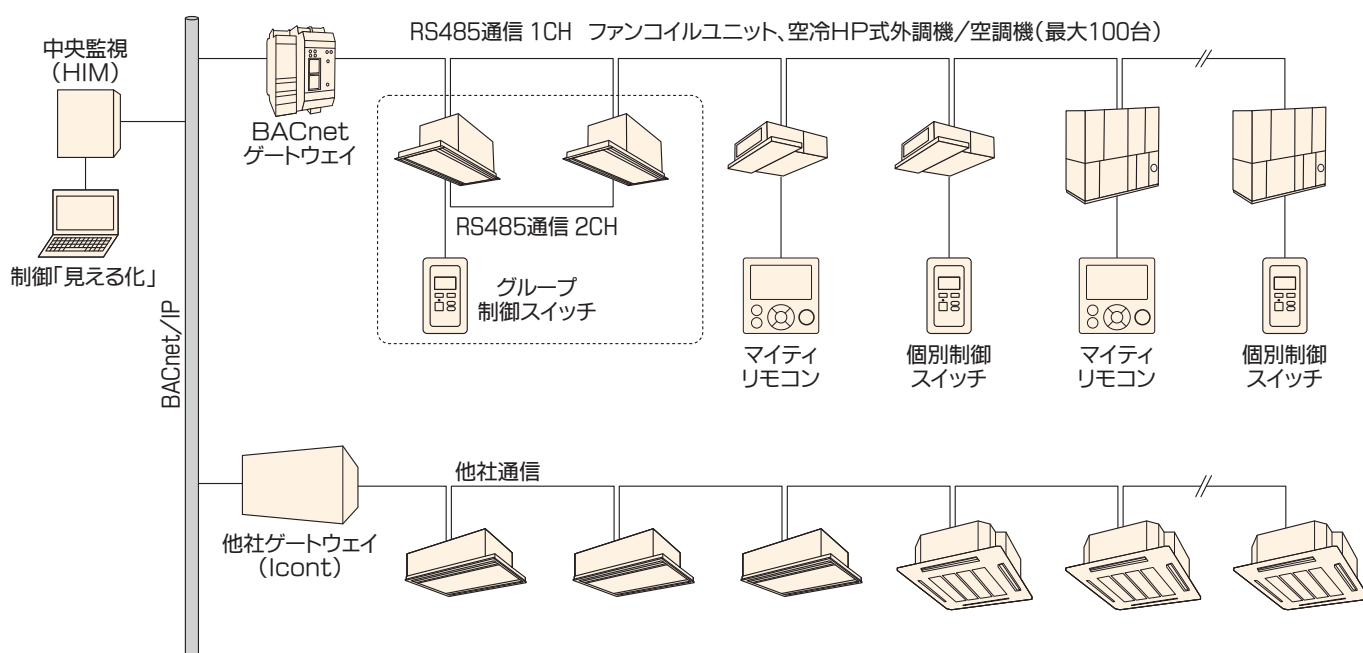 RS485通信 1CH ファンコイルユニット、空冷HP式外調機/空調機(最大100台)
中央監視
(HIM)
BACnet
ゲートウェイ
制御「見える化」
RS485通信 2CH
グループ
制御スイッチ
マイティ
リモコン
個別制御
スイッチ
マイティ
リモコン
個別制御
スイッチ
BACnet/IP
他社通信
他社ゲートウェイ
(Icont)